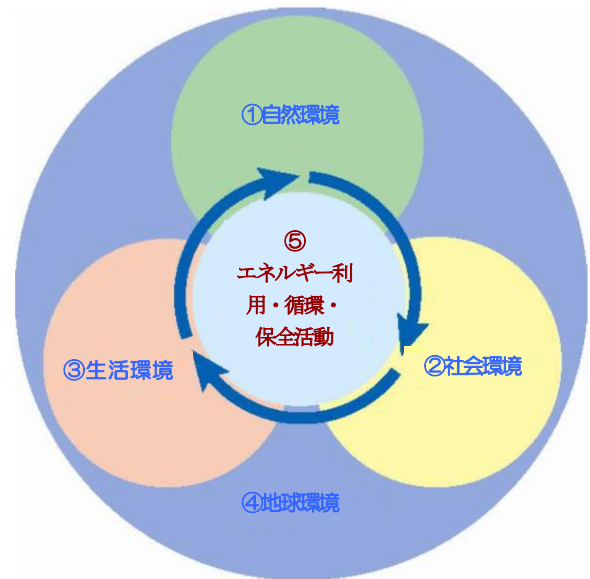 ①自然環境
⑤
エネルギー利
用・循環・
保全活動
③生活環境
②社会環境
④地球環境